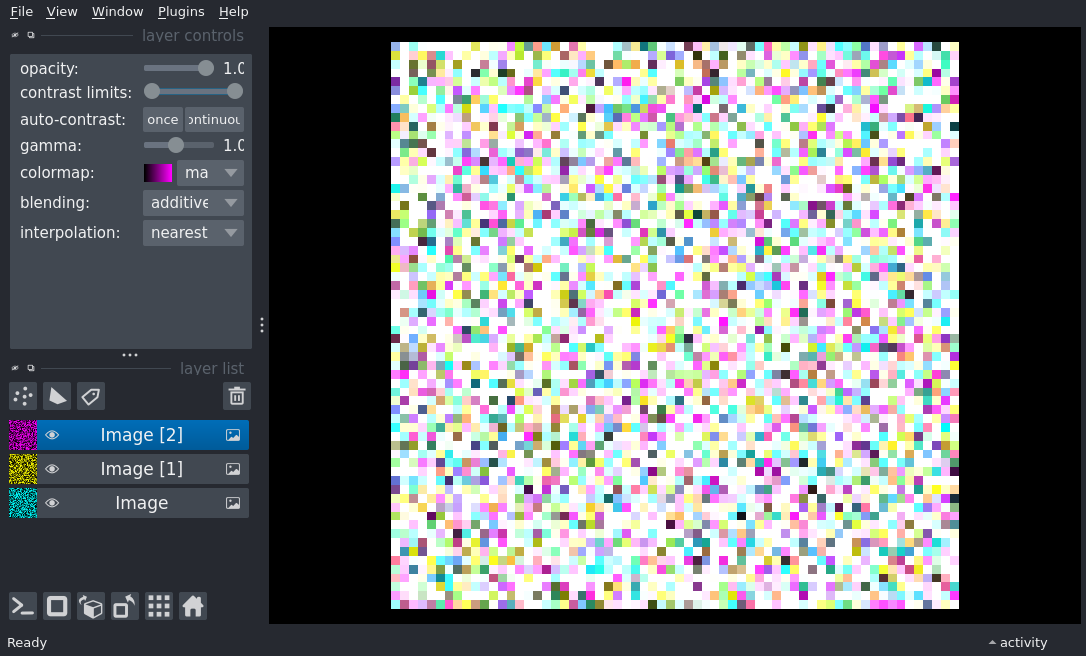 File View Window Plugins Help
layer controls
opacity: 1.0
contrast limits:
auto-contrast: once ontinuou
gamma: 1.0
colormap: ma
blending: additive
interpolation: nearest
layer list
Image [2]
Image [1]
Image
Ready
activity